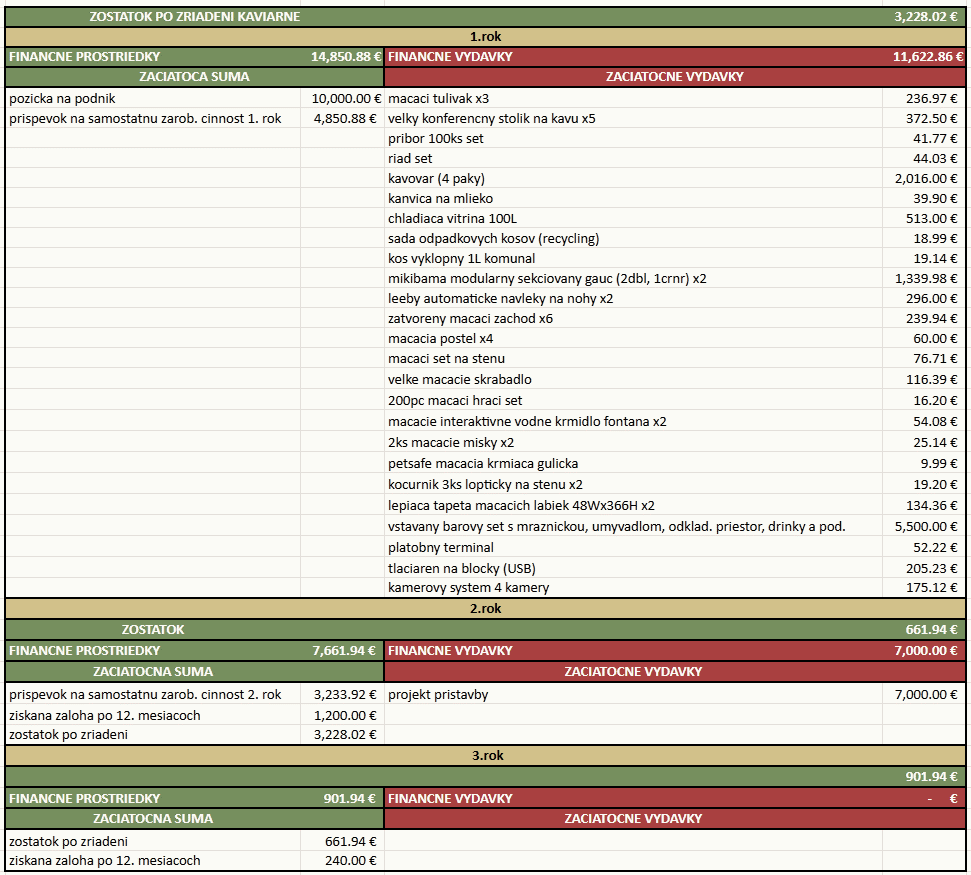 ZOSTATOK PO ZRIADENI KAVIARNE 3,228.02 €
1.rok
FINANCNE PROSTRIEDKY 14,850.88 € FINANCNE VYDAVKY 11,622.86 €
ZACIATOCA SUMA ZACIATOCNE VYDAVKY
pozicka na podnik 10,000.00 € macaci tulivak x3 236.97 €
prispevok na samostatnu zarob. cinnost 1. rok 4,850.88 € velky konferencny stolik na kavu x5 372.50 €
pribor 100ks set 41.77 €
riad set 44.03 €
kavovar (4 paky) 2,016.00 €
kanvica na mlieko 39.90 €
chladiaca vitrina 100L 513.00 €
sada odpadkovych kosov (recycling) 18.99 €
kos vyklopny 1L komunal 19.14 €
mikibama modularny sekciovany gauc (2dbl, 1crnr) x2 1,339.98 €
leeby automaticke navleky na nohy x2 296.00 €
zatvoreny macaci zachod x6 239.94 €
macacia postel x4 60.00 €
macaci set na stenu 76.71 €
velke macacie skrabadlo 116.39 €
200pc macaci hraci set 16.20 €
macacie interaktivne vodne krmidlo fontana x2 54.08 €
2ks macacie misky x2 25.14 €
petsafe macacia krmiaca gulicka 9.99 €
kocurnik 3ks lopticky na stenu x2 19.20 €
lepiaca tapeta macacich labiek 48Wx366H x2 134.36 €
vstavany barovy set s mraznickou, umyvadlom, odklad. priestor, drinky a pod. 5,500.00 €
platobny terminal 52.22 €
tlaciaren na blocky (USB) 205.23 €
kamerovy system 4 kamery 175.12 €
2.rok
ZOSTATOK 661.94 €
FINANCNE PROSTRIEDKY 7,661.94 € FINANCNE VYDAVKY 7,000.00 €
ZACIATOCNA SUMA ZACIATOCNE VYDAVKY
prispevok na samostatnu zarob. cinnost 2. rok 3,233.92 € projekt pristavby 7,000.00 €
ziskana zaloha po 12. mesiacoch 1,200.00 €
zostatok po zriadeni 3,228.02 €
3.rok
901.94 €
FINANCNE PROSTRIEDKY 901.94 € FINANCNE VYDAVKY - €
ZACIATOCNA SUMA ZACIATOCNE VYDAVKY
zostatok po zriadeni 661.94 €
ziskana zaloha po 12. mesiacoch 240.00 €